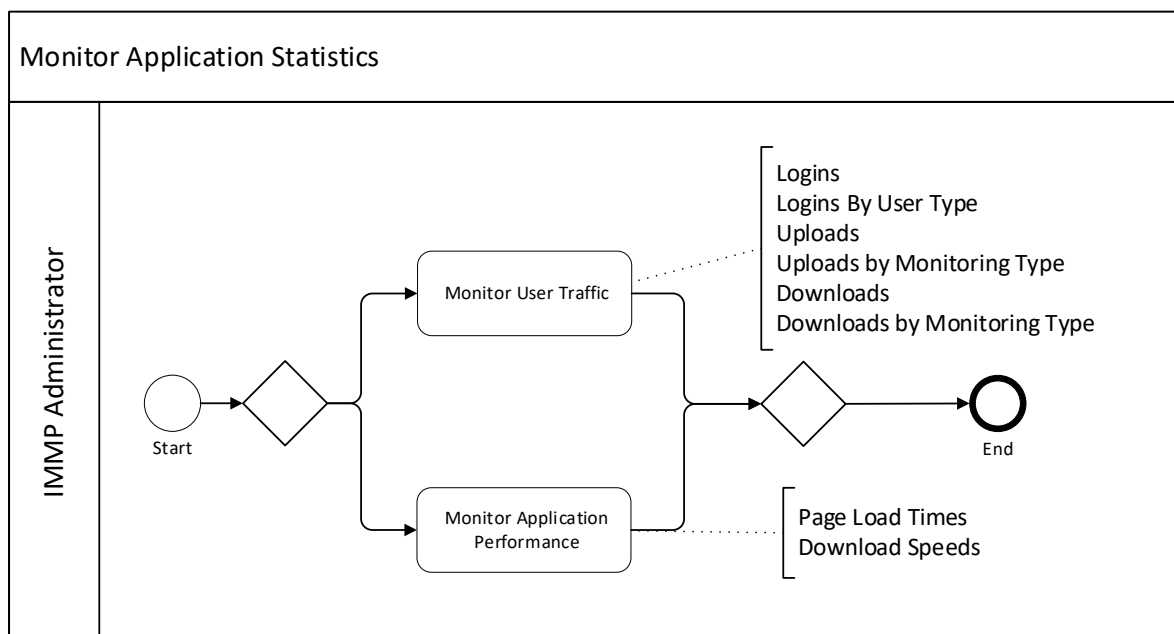 Monitor Application Statistics
IMMP Administrator
Start
Monitor User Traffic
Logins
Logins By User Type
Uploads
Uploads by Monitoring Type
Downloads
Downloads by Monitoring Type
Monitor Application
Performance
Page Load Times
Download Speeds
End